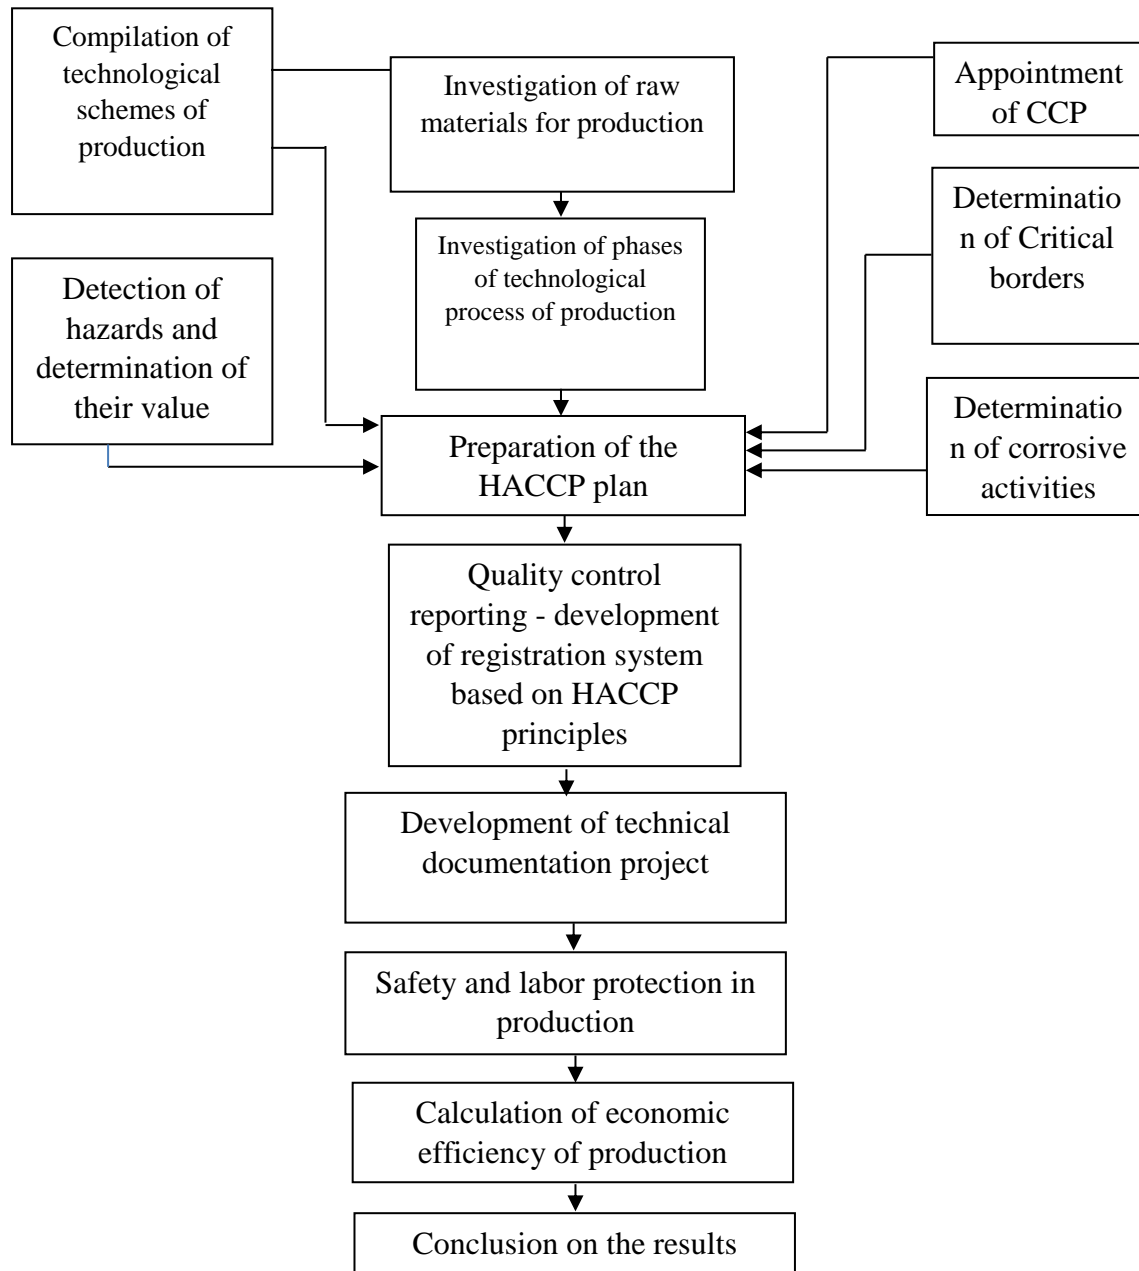 Compilation of
technological
schemes of
production
Investigation of raw
materials for production
Appointment
of CCP
Investigation of phases
of technological
process of production
Determinatio
n of Critical
borders
Detection of
hazards and
determination of
their value
Determinatio
n of corrosive
activities
Preparation of the
HACCP plan
Quality control
reporting - development
of registration system
based on HACCP
principles
Development of technical
documentation project
Safety and labor protection in
production
Calculation of economic
efficiency of production
Conclusion on the results